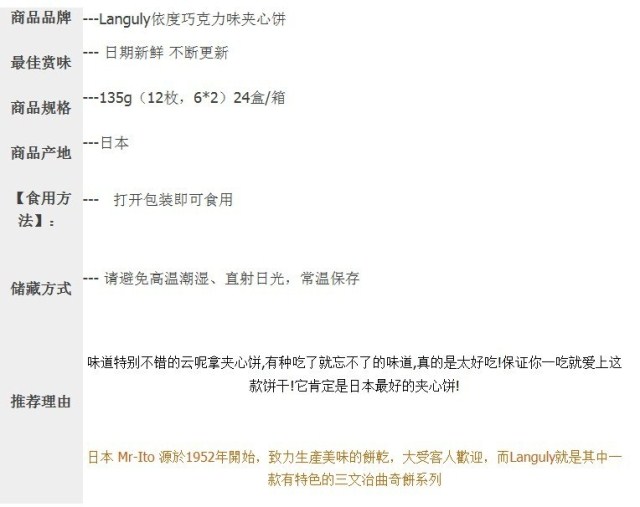 商品品牌 ---Languly依度巧克力味夹心饼
最佳赏味 --- 日期新鲜 不断更新
商品规格 ---135g（12枚，6*2）24盒/箱
商品产地 ---日本
【食用方法】： --- 打开包装即可食用
储藏方式 --- 请避免高温潮湿、直射日光，常温保存
推荐理由
味道特别不错的云呢拿夹心饼,有种吃了就忘不了的味道,真的是太好吃!保证你一吃就爱上这
款饼干!它肯定是日本最好的夹心饼!
日本 Mr-Ito 源於1952年開始，致力生產美味的餅乾，大受客人歡迎，而Languly就是其中一
款有特色的三文治曲奇餅系列